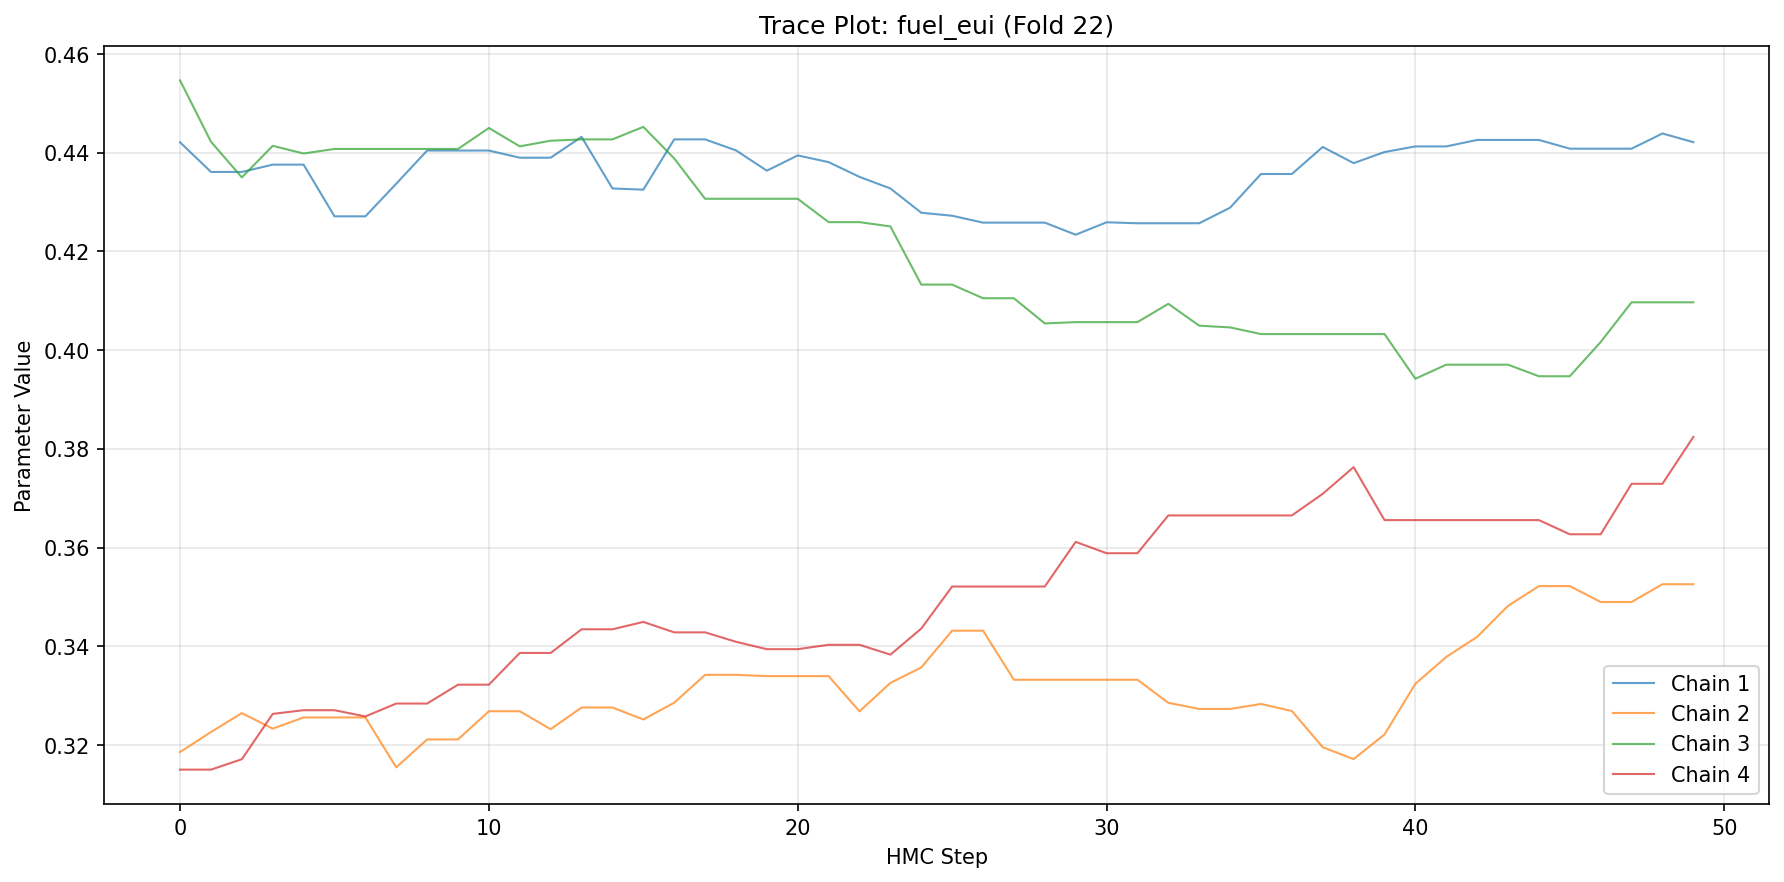 Trace Plot: fuel_eui (Fold 22)
0.46
0.44
0.42
0.40
0.38
0.36
0.34
0.32
Parameter Value
0
10
20
30
40
50
HMC Step
Chain 1
Chain 2
Chain 3
Chain 4